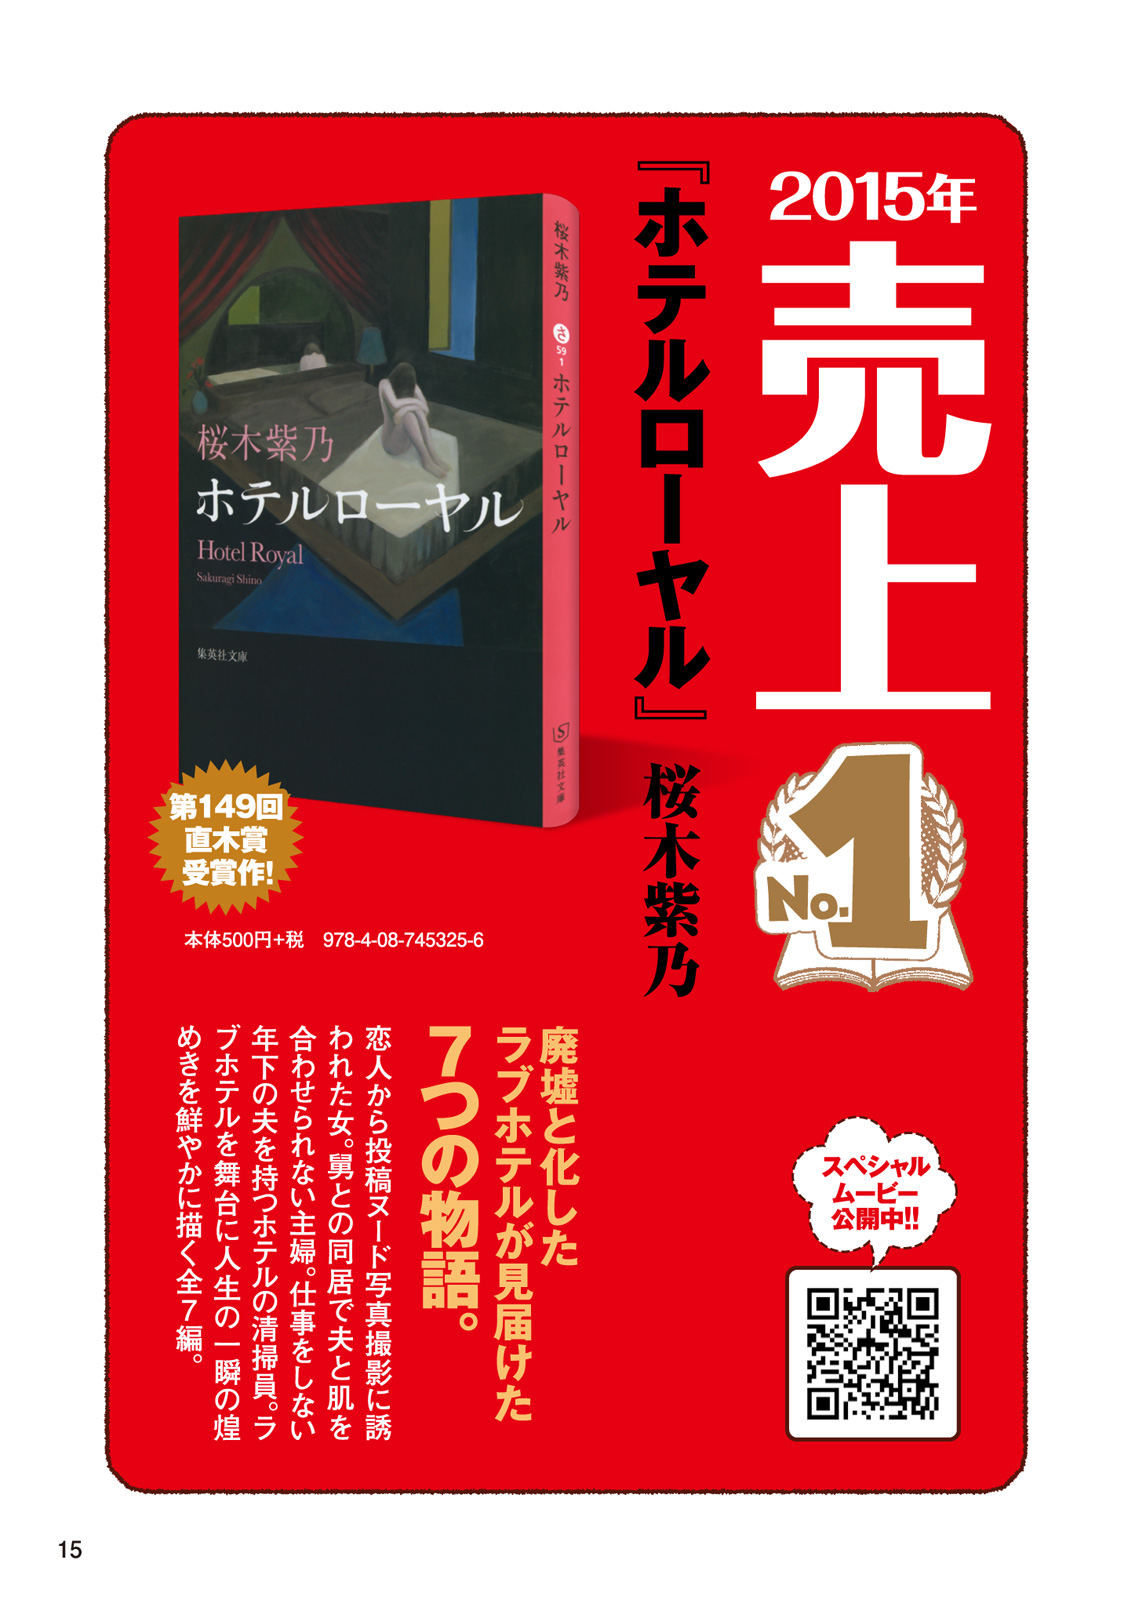 2015年
売上
No.1
『ホテルローヤル』 桜木紫乃
桜木紫乃
ホテルローヤル
Hotel Royal
Sakuragi Shino
集英社文庫
桜木紫乃
さ
59
1
ホテルローヤル
S
集英社文庫
第149回
直木賞
受賞作!
本体500円+税 978-4-08-745325-6
廃墟と化した
ラブホテルが見届けた
7つの物語。
恋人から投稿ヌード写真撮影に誘
われた女。舅との同居で夫と肌を
合わせられない主婦。仕事をしない
年下の夫を持つホテルの清掃員。ラ
ブホテルを舞台に人生の一瞬の煌
めきを鮮やかに描く全7編。
スペシャル
ムービー
公開中!!
15